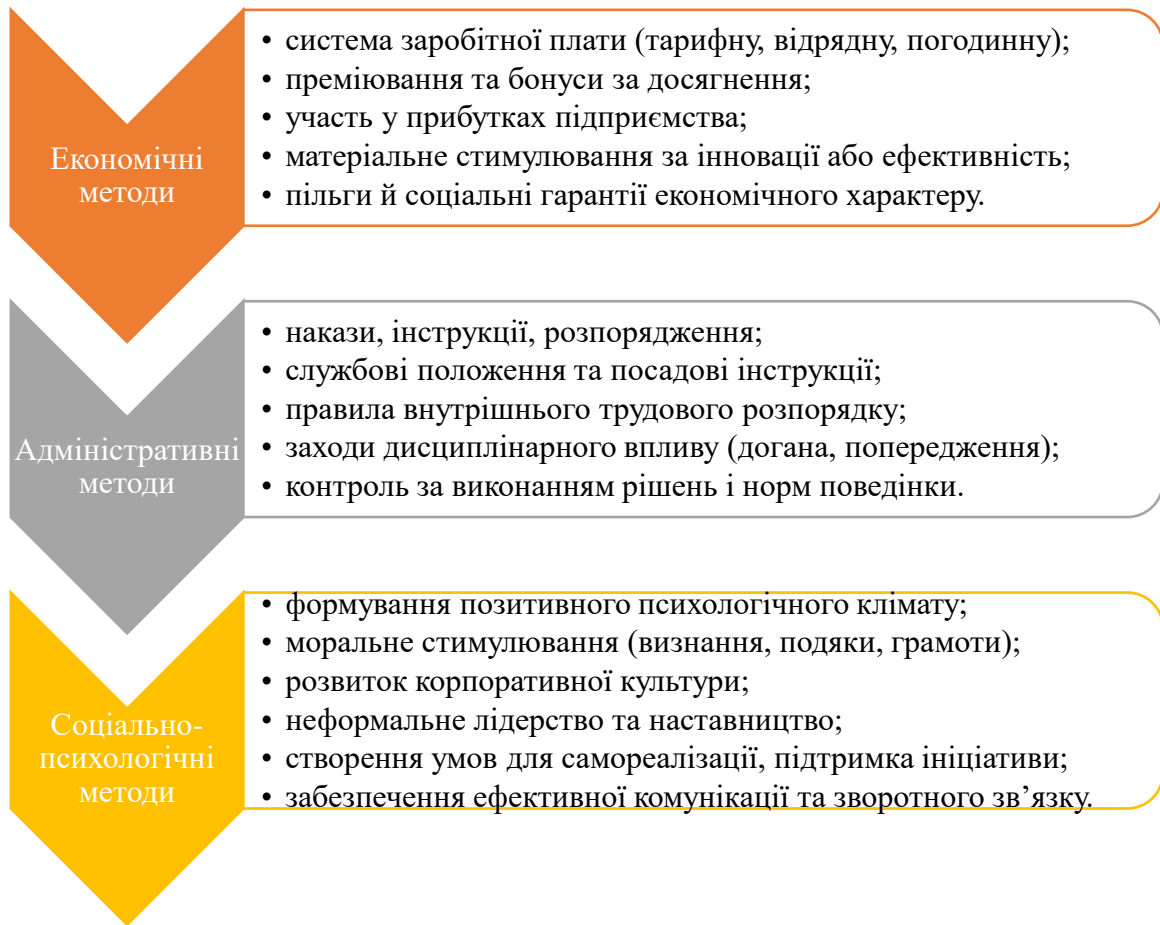 Економічні
методи
• система заробітної плати (тарифну, відрядну, погодинну);
• преміювання та бонуси за досягнення;
• участь у прибутках підприємства;
• матеріальне стимулювання за інновації або ефективність;
• пільги й соціальні гарантії економічного характеру.
Адміністративні
методи
• накази, інструкції, розпорядження;
• службові положення та посадові інструкції;
• правила внутрішнього трудового розпорядку;
• заходи дисциплінарного впливу (догана, попередження);
• контроль за виконанням рішень і норм поведінки.
Соціально-
психологічні
методи
• формування позитивного психологічного клімату;
• моральне стимулювання (визнання, подяки, грамоти);
• розвиток корпоративної культури;
• неформальне лідерство та наставництво;
• створення умов для самореалізації, підтримка ініціативи;
• забезпечення ефективної комунікації та зворотного зв’язку.